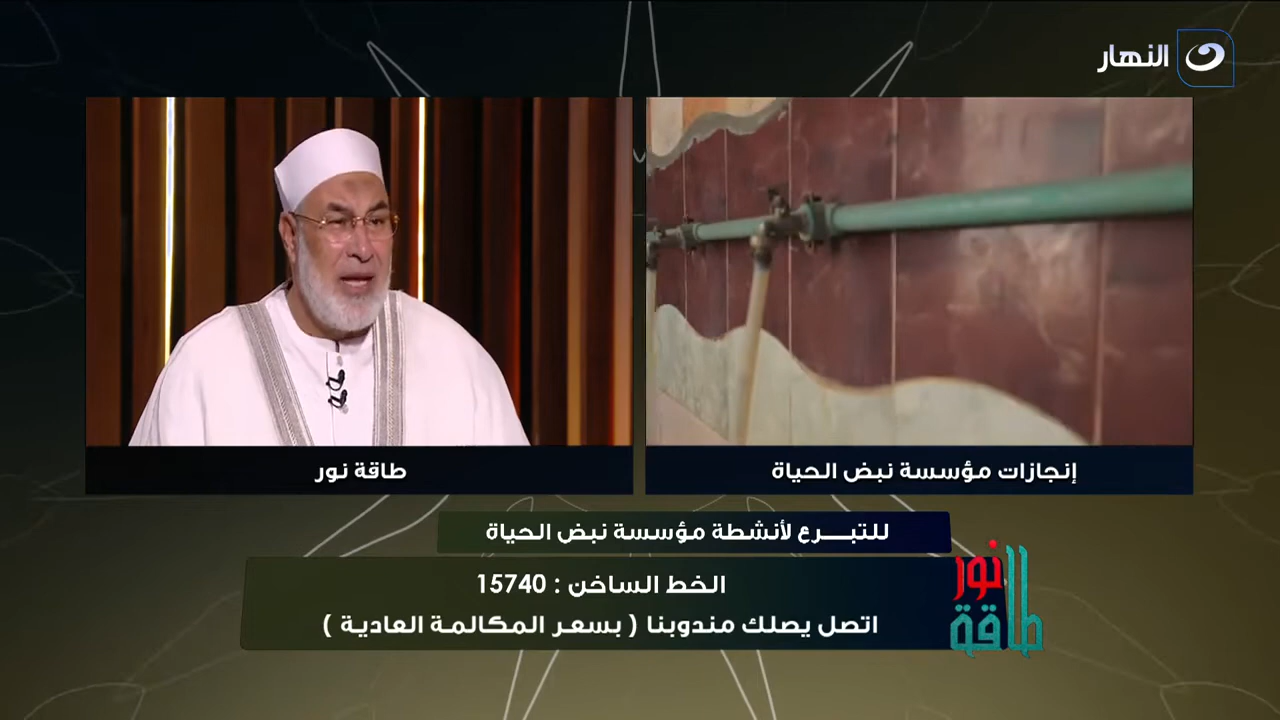 النهار
إنجازات مؤسسة نبض الحياة
طاقة نور
للتبـــرع لأنشطة مؤسسة نبض الحياة
الخط الساخن : 15740
اتصل يصلك مندوبنا ( بسعر المكالمة العادية )
طاقة نور